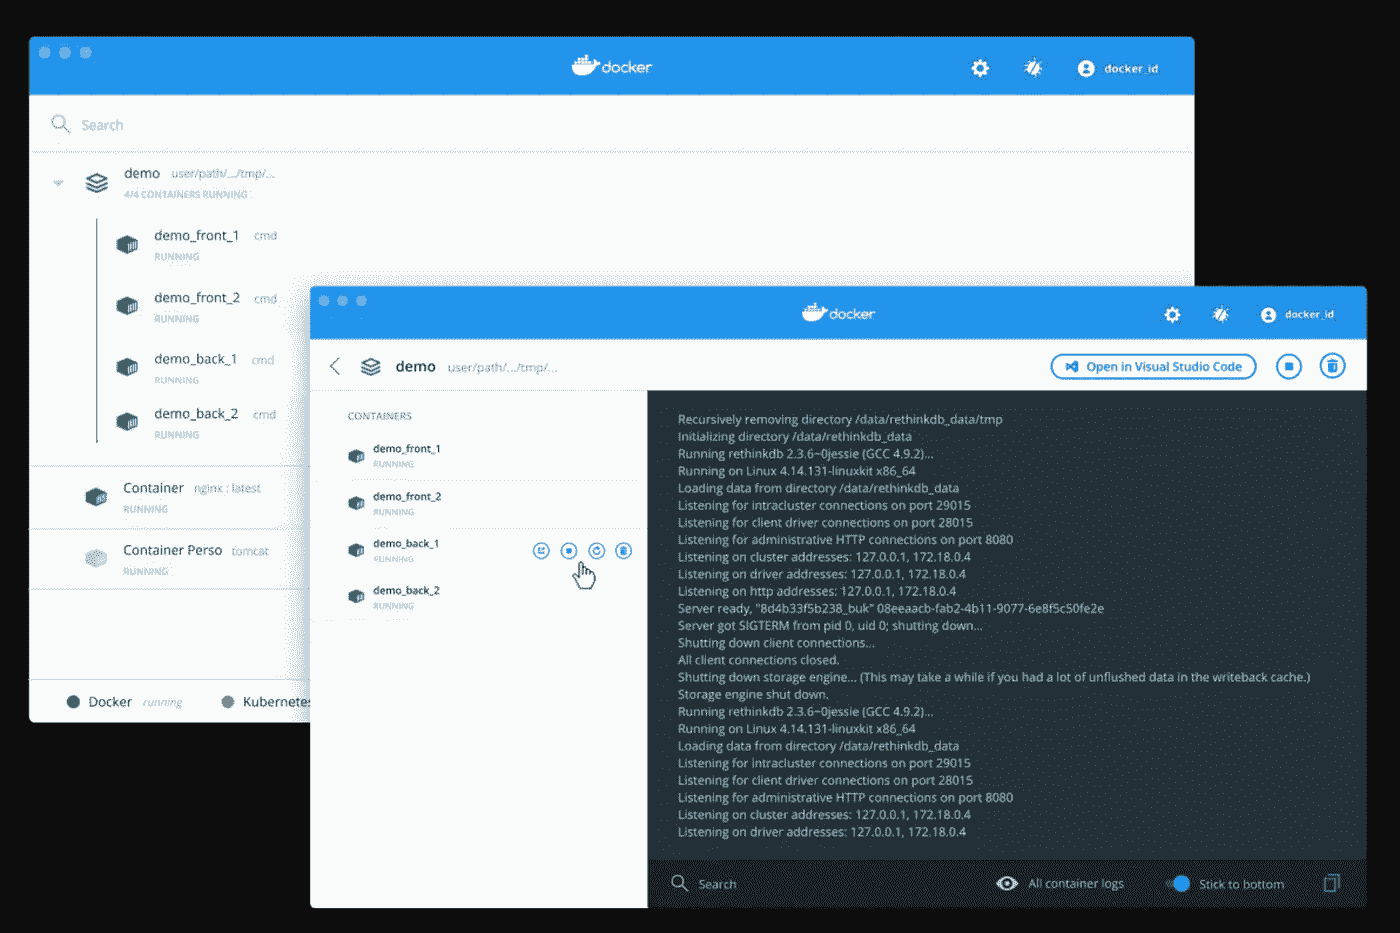 docker
docker_id
Search
demo user/path/.../tmp/...
4/4 CONTAINERS RUNNING
demo_front_1 cmd
RUNNING
demo_front_2 cmd
RUNNING
demo_back_1 cmd
RUNNING
demo_back_2 cmd
RUNNING
Container nginx : latest
RUNNING
Container Perso tomcat
RUNNING
Docker running Kubernetes
docker
docker_id
demo user/path/.../tmp/...
Open in Visual Studio Code
CONTAINERS
demo_front_1
RUNNING
demo_front_2
RUNNING
demo_back_1
RUNNING
demo_back_2
RUNNING
Recursively removing directory /data/rethinkdb_data/tmp
Initializing directory /data/rethinkdb_data
Running rethinkdb 2.3.6~0jessie (GCC 4.9.2)...
Running on Linux 4.14.131-linuxkit x86_64
Loading data from directory /data/rethinkdb_data
Listening for intracluster connections on port 29015
Listening for client driver connections on port 28015
Listening for administrative HTTP connections on port 8080
Listening on cluster addresses: 127.0.0.1, 172.18.0.4
Listening on driver addresses: 127.0.0.1, 172.18.0.4
Listening on http addresses: 127.0.0.1, 172.18.0.4
Server ready, "8d4b33f5b238_buk" 08eeaacb-fab2-4b11-9077-6e8f5c50fe2e
Server got SIGTERM from pid 0, uid 0; shutting down...
Shutting down client connections...
All client connections closed.
Shutting down storage engine... (This may take a while if you had a lot of unflushed data in the writeback cache.)
Storage engine shut down.
Running rethinkdb 2.3.6~0jessie (GCC 4.9.2)...
Running on Linux 4.14.131-linuxkit x86_64
Loading data from directory /data/rethinkdb_data
Listening for intracluster connections on port 29015
Listening for client driver connections on port 28015
Listening for administrative HTTP connections on port 8080
Listening on cluster addresses: 127.0.0.1, 172.18.0.4
Listening on driver addresses: 127.0.0.1, 172.18.0.4
Search
All container logs
Stick to bottom